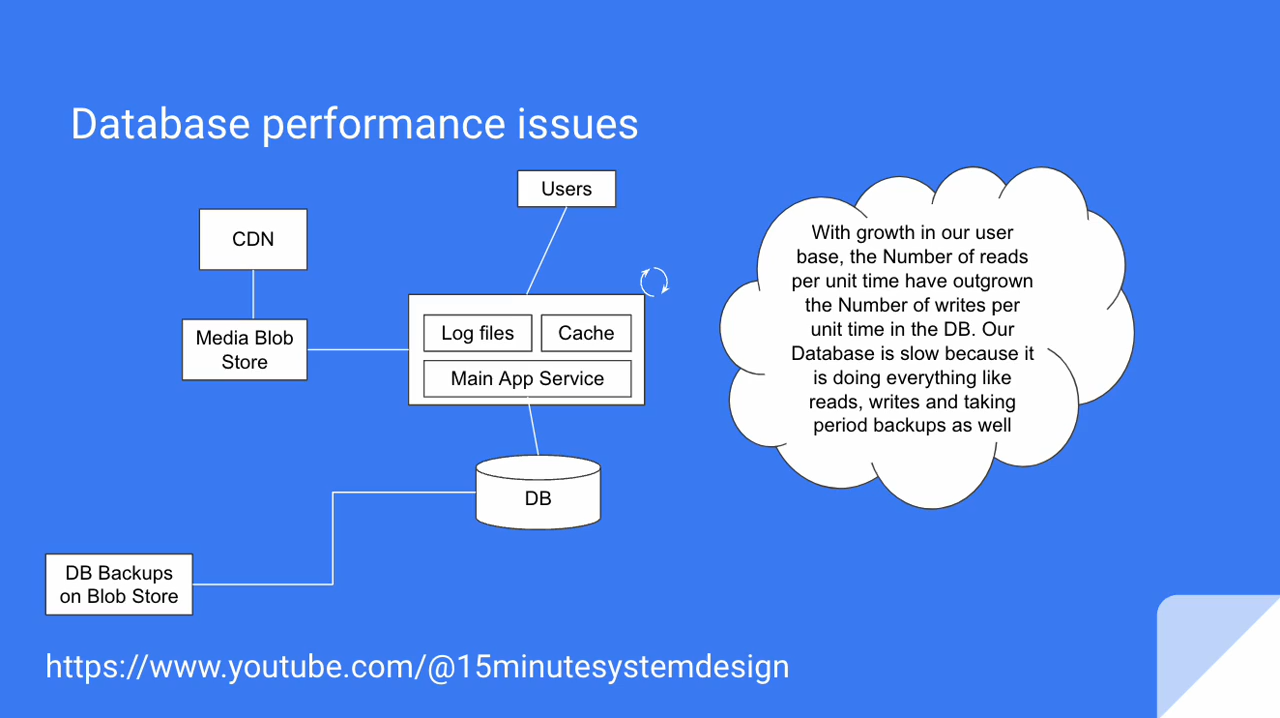 Database performance issues
Users
CDN
Media Blob
Store
Log files
Cache
Main App Service
DB
DB Backups
on Blob Store
With growth in our user
base, the Number of reads
per unit time have outgrown
the Number of writes per
unit time in the DB. Our
Database is slow because it
is doing everything like
reads, writes and taking
period backups as well
https://www.youtube.com/@15minutesystemdesign